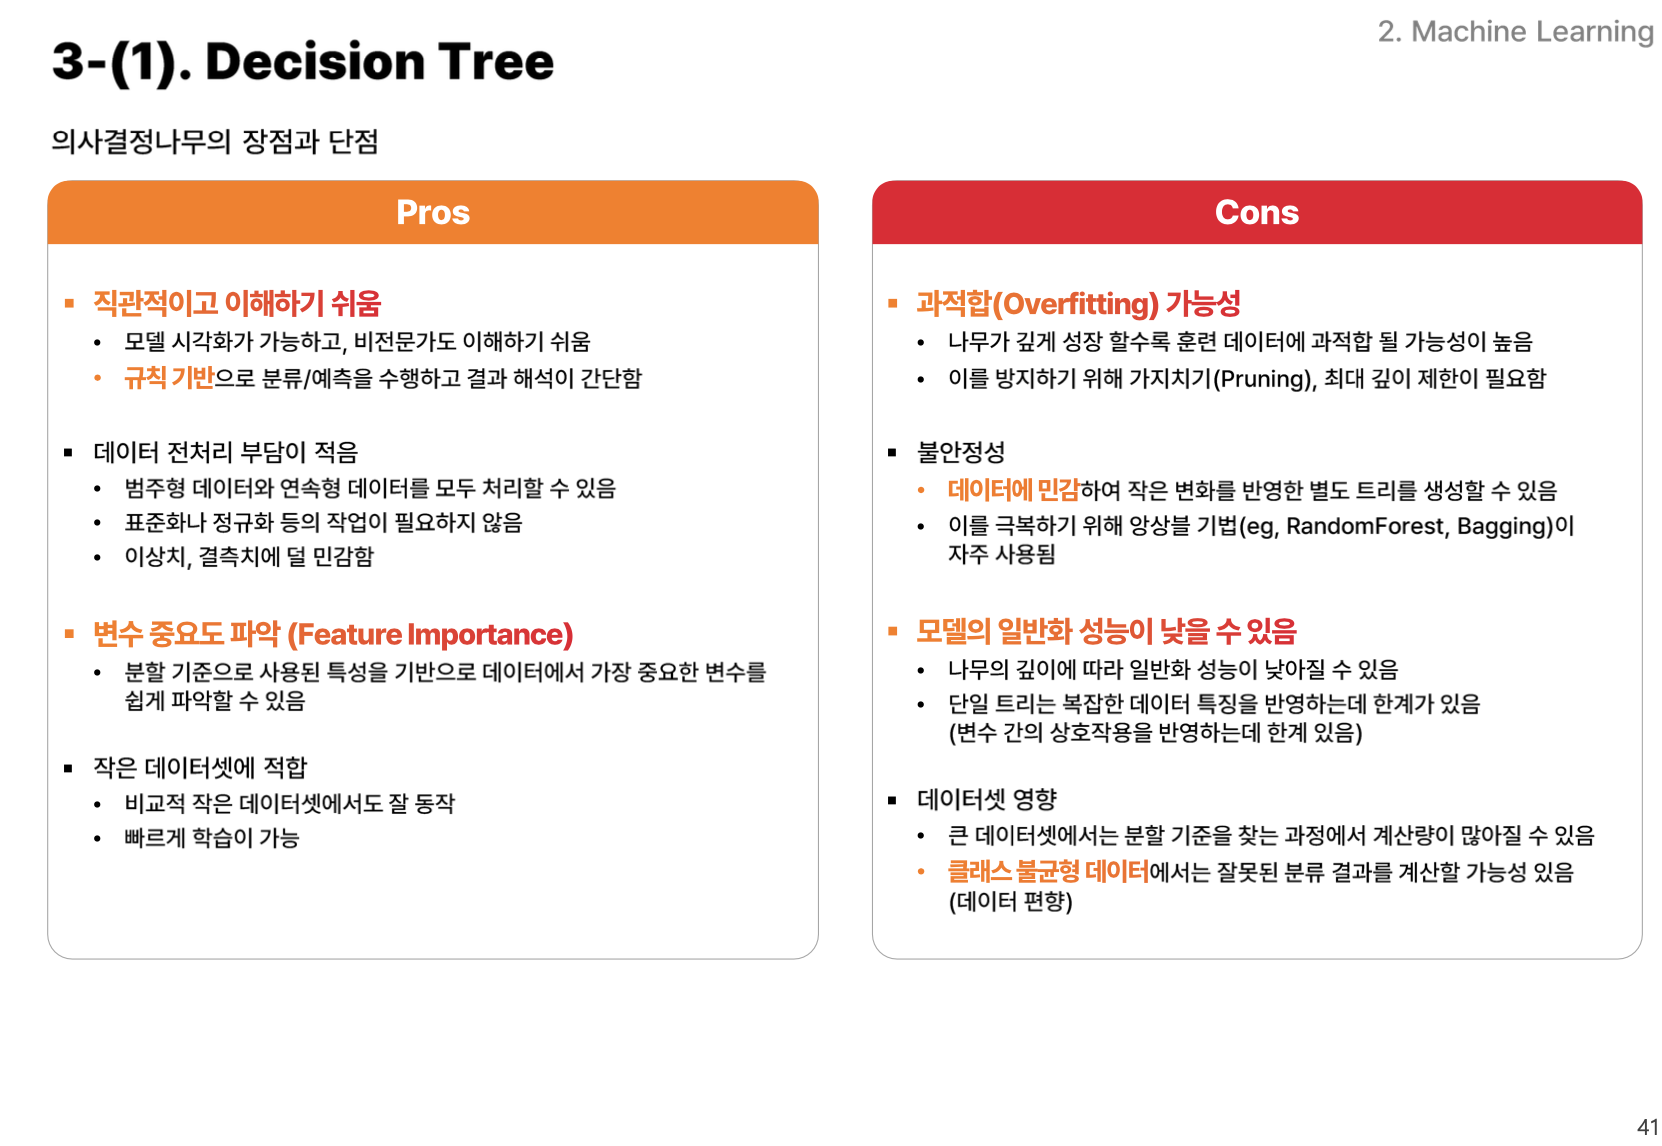 2. Machine Learning
3-(1). Decision Tree
의사결정나무의 장점과 단점
Pros
직관적이고 이해하기 쉬움
모델 시각화가 가능하고, 비전문가도 이해하기 쉬움
규칙 기반으로 분류/예측을 수행하고 결과 해석이 간단함
데이터 전처리 부담이 적음
범주형 데이터와 연속형 데이터를 모두 처리할 수 있음
표준화나 정규화 등의 작업이 필요하지 않음
이상치, 결측치에 덜 민감함
변수 중요도 파악 (Feature Importance)
분할 기준으로 사용된 특성을 기반으로 데이터에서 가장 중요한 변수를
쉽게 파악할 수 있음
작은 데이터셋에 적합
비교적 작은 데이터셋에서도 잘 동작
빠르게 학습이 가능
Cons
과적합(Overfitting) 가능성
나무가 깊게 성장 할수록 훈련 데이터에 과적합 될 가능성이 높음
이를 방지하기 위해 가지치기(Pruning), 최대 깊이 제한이 필요함
불안정성
데이터에 민감하여 작은 변화를 반영한 별도 트리를 생성할 수 있음
이를 극복하기 위해 앙상블 기법(eg, RandomForest, Bagging)이
자주 사용됨
모델의 일반화 성능이 낮을 수 있음
나무의 깊이에 따라 일반화 성능이 낮아질 수 있음
단일 트리는 복잡한 데이터 특징을 반영하는데 한계가 있음
(변수 간의 상호작용을 반영하는데 한계 있음)
데이터셋 영향
큰 데이터셋에서는 분할 기준을 찾는 과정에서 계산량이 많아질 수 있음
클래스 불균형 데이터에서는 잘못된 분류 결과를 계산할 가능성 있음
(데이터 편향)
41